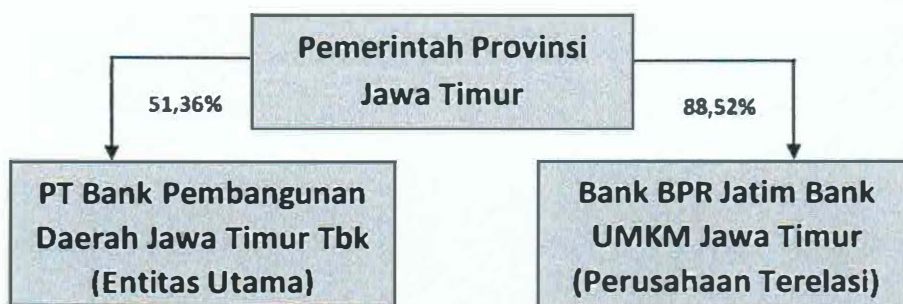 Pemerintah Provinsi
Jawa Timur
51,36%
88,52%
PT Bank Pembangunan
Daerah Jawa Timur Tbk
(Entitas Utama)
Bank BPR Jatim Bank
UMKM Jawa Timur
(Perusahaan Terelasi)